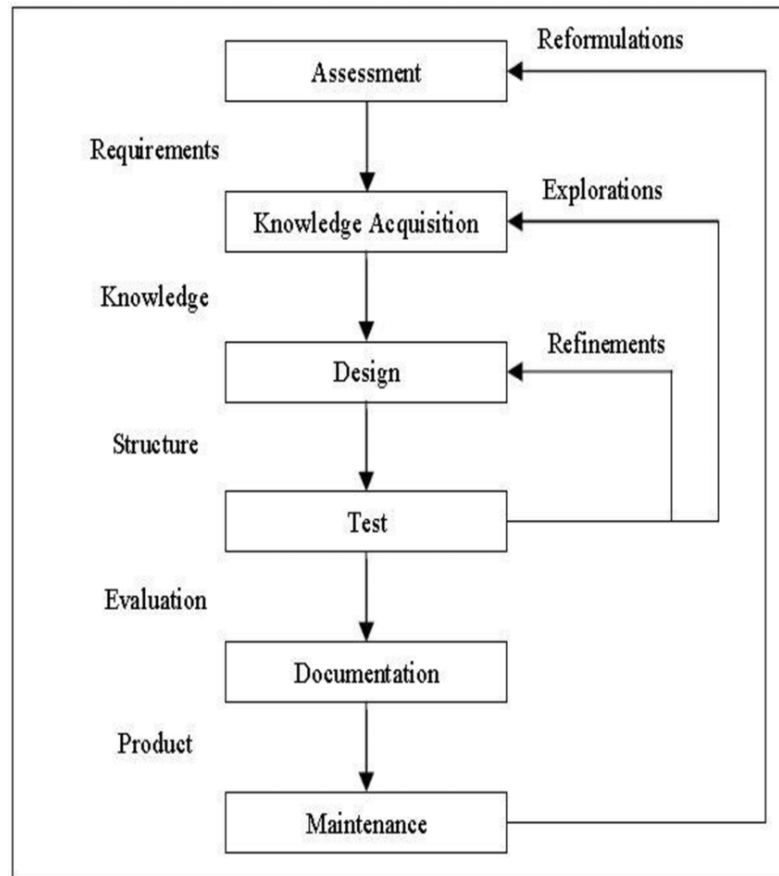 Reformulations
Assessment
Requirements
Explorations
Knowledge Acquisition
Knowledge
Refinements
Design
Structure
Test
Evaluation
Documentation
Product
Maintenance